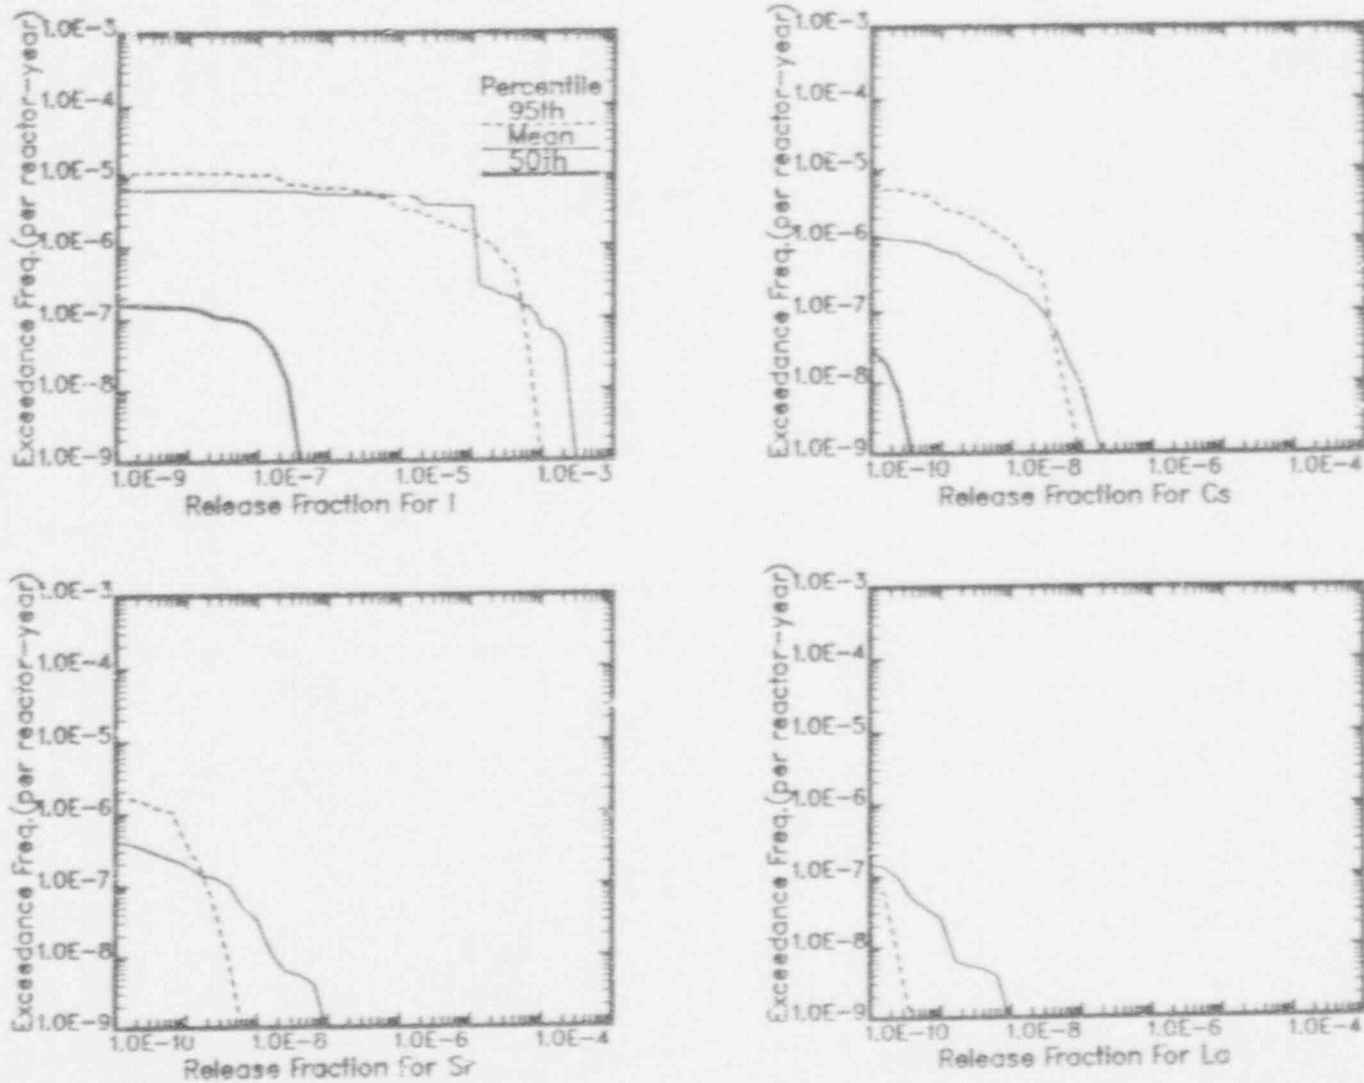 Exceedance Freq.(per reactor-year)
1.0E-3
1.0E-4
1.0E-5
1.0E-6
1.0E-7
1.0E-8
1.0E-9
Percentile
95th
Mean
50th
1.0E-9 1.0E-7 1.0E-5 1.0E-3
Release Fraction For I
Exceedance Freq.(per reactor-year)
1.0E-3
1.0E-4
1.0E-5
1.0E-6
1.0E-7
1.0E-8
1.0E-9
1.0E-10 1.0E-8 1.0E-6 1.0E-4
Release Fraction For Cs
Exceedance Freq.(per reactor-year)
1.0E-3
1.0E-4
1.0E-5
1.0E-6
1.0E-7
1.0E-8
1.0E-9
1.0E-10 1.0E-8 1.0E-6 1.0E-4
Release Fraction For Sr
Exceedance Freq.(per reactor-year)
1.0E-3
1.0E-4
1.0E-5
1.0E-6
1.0E-7
1.0E-8
1.0E-9
1.0E-10 1.0E-8 1.0E-6 1.0E-4
Release Fraction For La